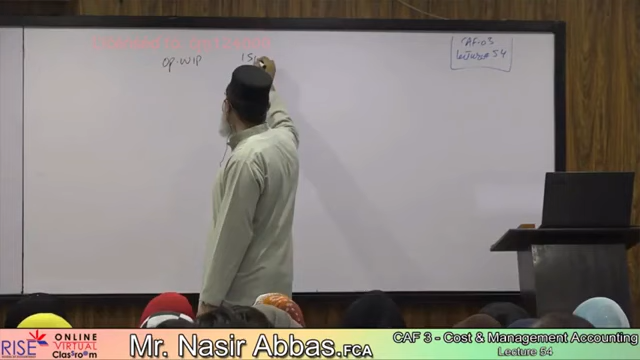 CAF-03
Lecture# 54
Op. WIP
RISE
ONLINE
VIRTUAL
Classroom
Mr. Nasir Abbas.FCA
CAF 3 - Cost & Management Accounting
Lecture 54